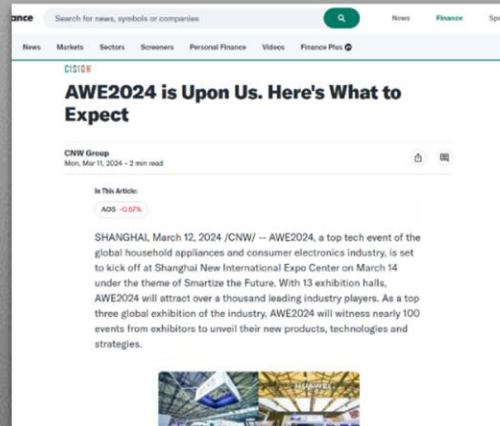 ance Search for news, symbols or companies News Finance Spo
News Markets Sectors Screeners Personal Finance Videos Finance Plus
CISION
AWE2024 is Upon Us. Here's What to
Expect
CNW Group
Mon, Mar 11, 2024 • 2 min read
In This Article:
AOS -0.57%
SHANGHAI, March 12, 2024 /CNW/ -- AWE2024, a top tech event of the
global household appliances and consumer electronics industry, is set
to kick off at Shanghai New International Expo Center on March 14
under the theme of Smartize the Future. With 13 exhibition halls,
AWE2024 will attract over a thousand leading industry players. As a top
three global exhibition of the industry, AWE2024 will witness nearly 100
events from exhibitors to unveil their new products, technologies and
strategies.
HUAWEI